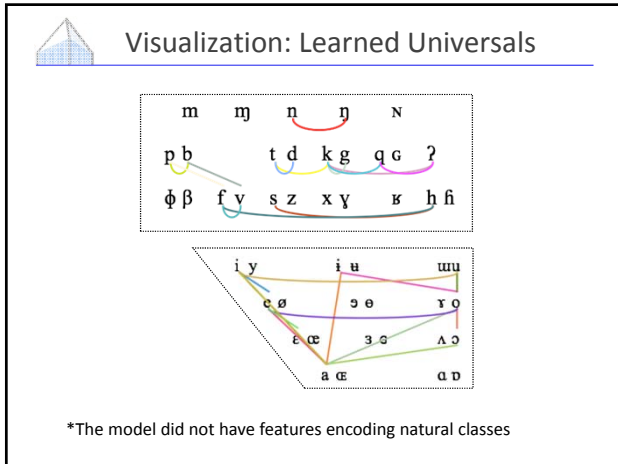 Visualization: Learned Universals
m ɱ n ŋ ɴ
p b t d k g q ɢ ʔ
ɸ β f v s z x ɣ ʁ h ɦ
i y ɨ ʉ ɯ u
e ø ɘ ɵ ɤ o
ɛ œ ɜ ɞ ʌ ɔ
a ɶ ɑ ɒ
*The model did not have features encoding natural classes